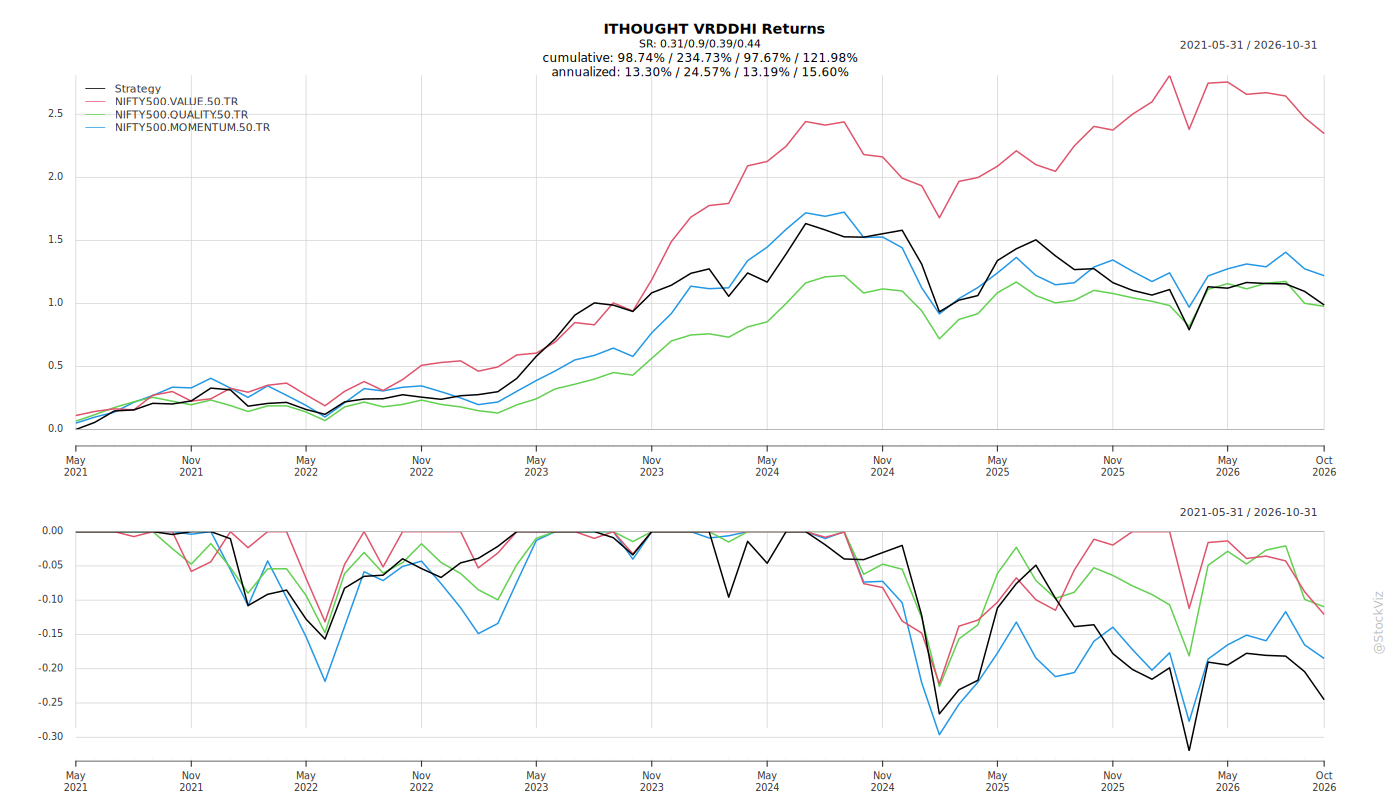 ITHOUGHT VRDDHI Returns
SR: 0.31/0.9/0.39/0.44
cumulative: 98.74% / 234.73% / 97.67% / 121.98%
annualized: 13.30% / 24.57% / 13.19% / 15.60%
2021-05-31 / 2026-10-31
Strategy
NIFTY500.VALUE.50.TR
NIFTY500.QUALITY.50.TR
NIFTY500.MOMENTUM.50.TR
2.5
2.0
1.5
1.0
0.5
0.0
May Nov May Nov May Nov May Nov May Nov May Oct
2021 2021 2022 2022 2023 2023 2024 2024 2025 2025 2026 2026
2021-05-31 / 2026-10-31
0.00
-0.05
-0.10
-0.15
-0.20
-0.25
-0.30
May Nov May Nov May Nov May Nov May Nov May Oct
2021 2021 2022 2022 2023 2023 2024 2024 2025 2025 2026 2026
@StockViz